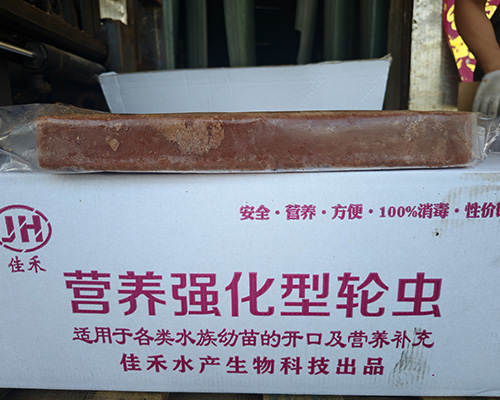 安全·营养·方便·100%消毒·性价
JH
佳禾
营养强化型轮虫
适用于各类水族幼苗的开口及营养补充
佳禾水产生物科技出品